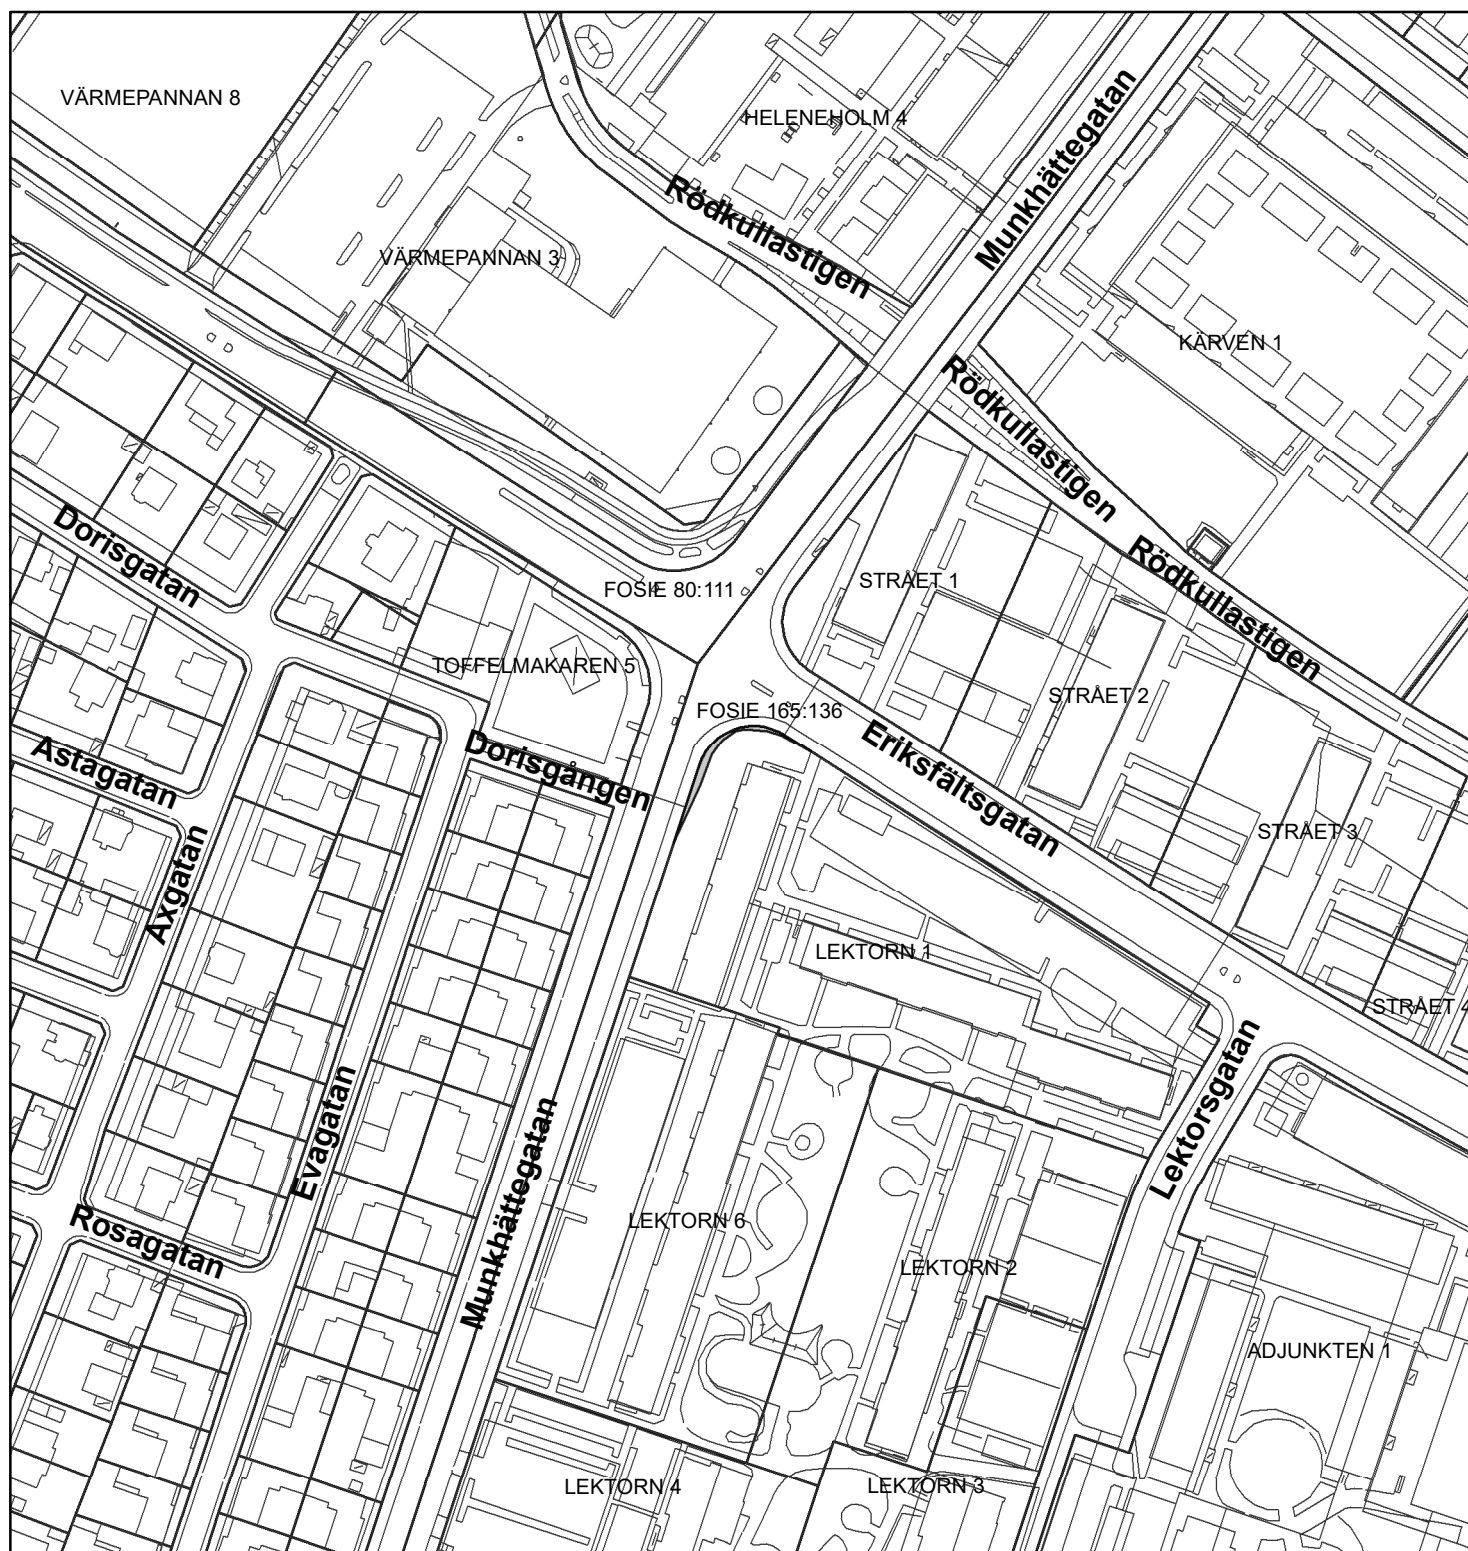 VÄRMEPANNAN 8
HELENEHOLM 4
Munkhättegatan
Rödkullastigen
VÄRMEPANNAN 3
KÄRVEN 1
Rödkullastigen
Dorisgatan
Rödkullastigen
STRÅET 1
FOSIE 80:111
TOFFELMAKAREN 5
STRÅET 2
FOSIE 165:136
Eriksfältsgatan
Dorisgången
Astagatan
STRÅET 3
Axgatan
LEKTORN 1
STRÅET 4
Lektorsgatan
Evagatan
Munkhättegatan
Rosagatan
LEKTORN 6
LEKTORN 2
ADJUNKTEN 1
LEKTORN 4
LEKTORN 3